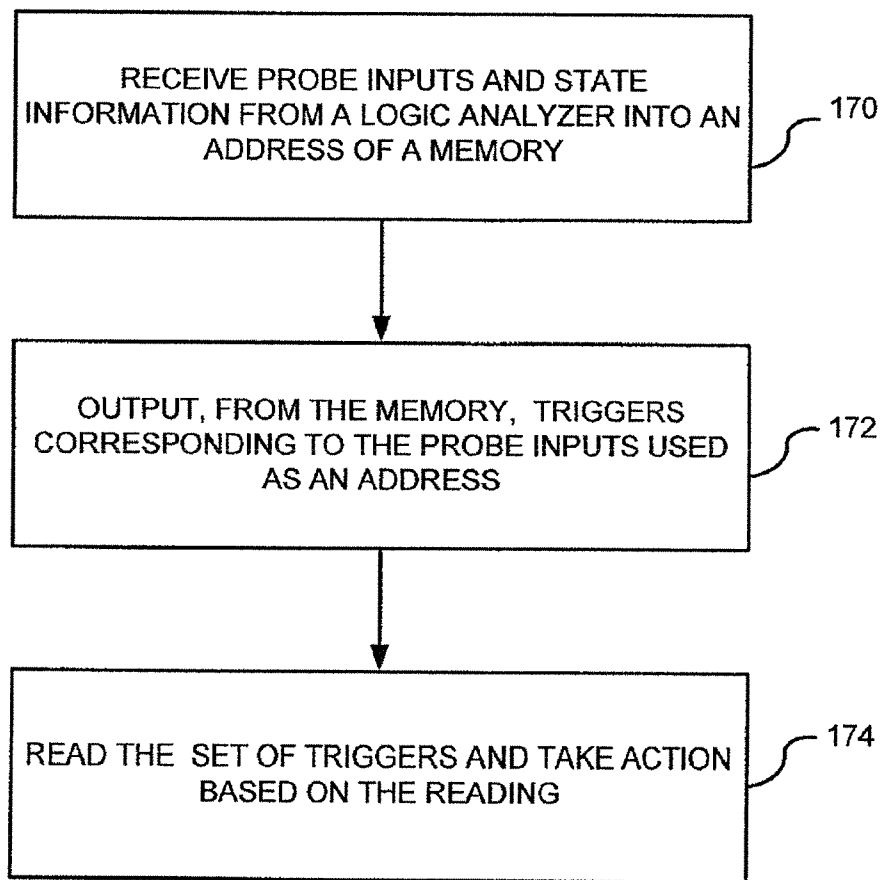 RECEIVE PROBE INPUTS AND STATE
INFORMATION FROM A LOGIC ANALYZER INTO AN
ADDRESS OF A MEMORY
170
OUTPUT, FROM THE MEMORY, TRIGGERS
CORRESPONDING TO THE PROBE INPUTS USED
AS AN ADDRESS
172
READ THE SET OF TRIGGERS AND TAKE ACTION
BASED ON THE READING
174